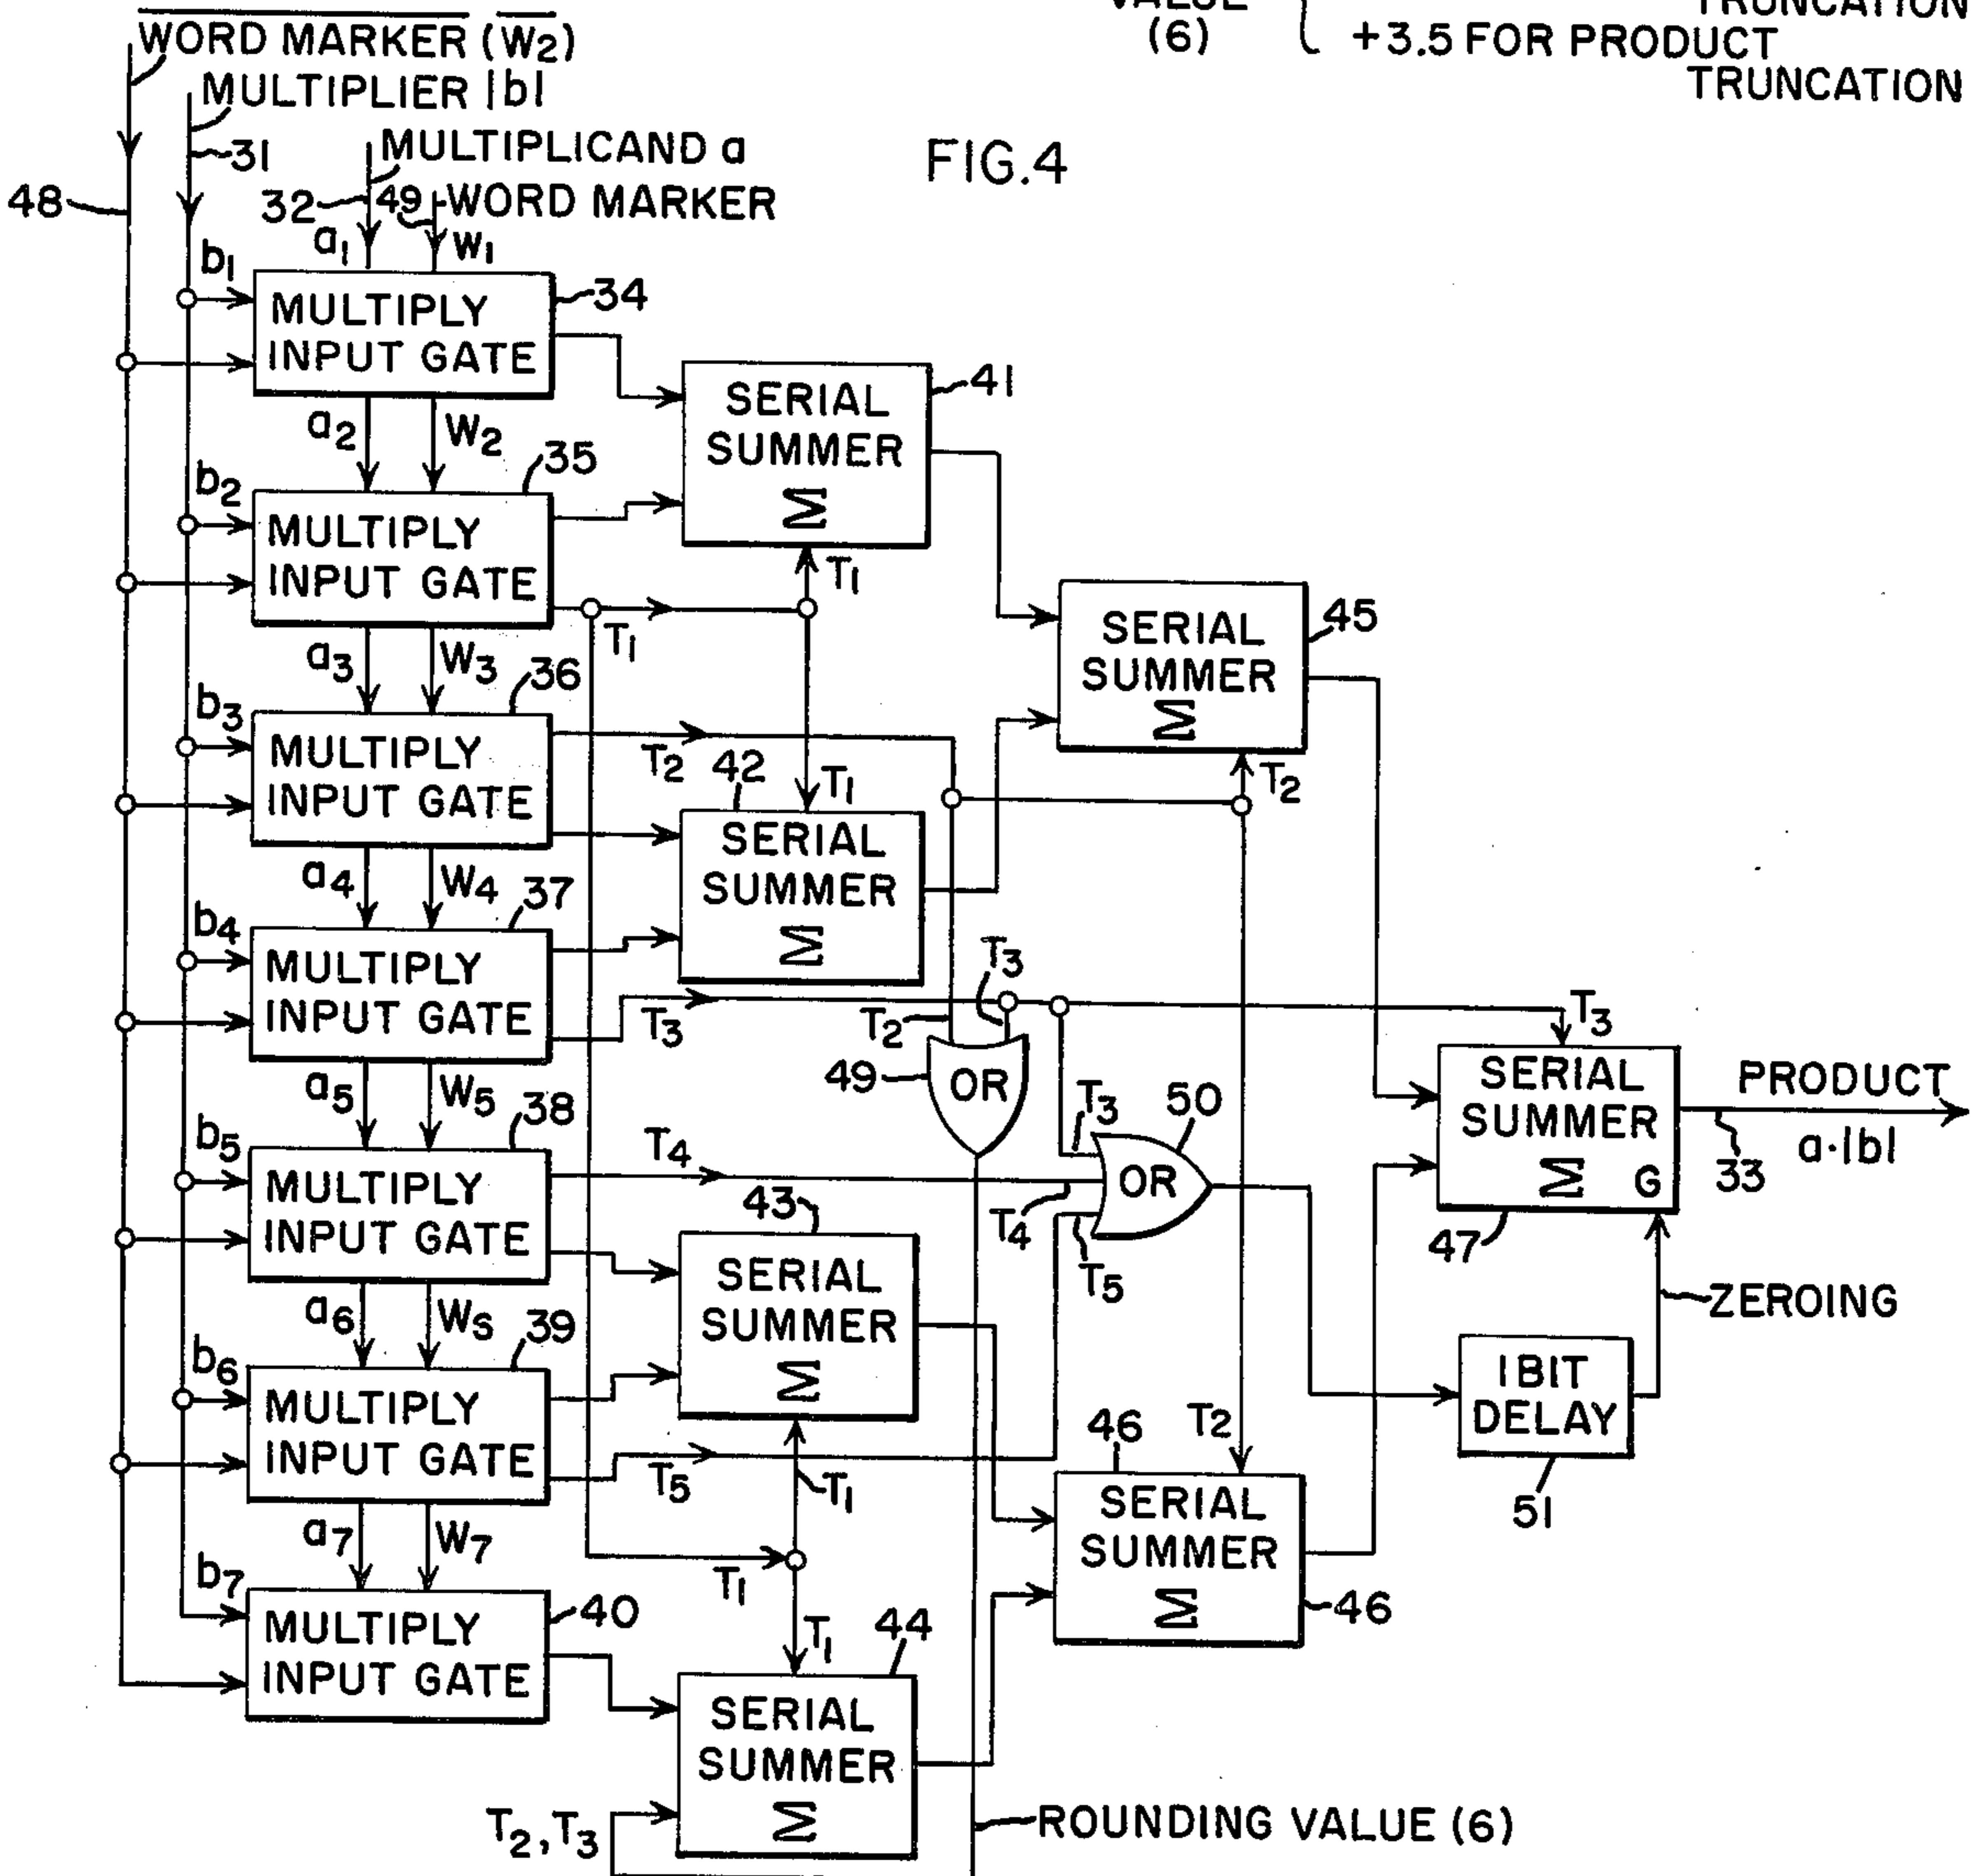 VALUE
(6)
TRUNCATION
+3.5 FOR PRODUCT
TRUNCATION
WORD MARKER (W2)
MULTIPLIER |b|
31
MULTIPLICAND a
FIG.4
48
32
49
WORD MARKER
a1
W1
b1
MULTIPLY
INPUT GATE
34
SERIAL
SUMMER
Σ
41
a2
W2
35
b2
MULTIPLY
INPUT GATE
T1
T1
SERIAL
SUMMER
Σ
45
a3
W3
36
b3
MULTIPLY
INPUT GATE
T2
42
T1
T2
SERIAL
SUMMER
Σ
a4
W4
37
b4
MULTIPLY
INPUT GATE
T3
T3
T2
T3
49
OR
a5
W5
38
b5
MULTIPLY
INPUT GATE
T4
T3
50
OR
T4
T5
SERIAL
SUMMER
Σ G
47
PRODUCT
a·|b|
33
43
SERIAL
SUMMER
Σ
ZEROING
a6
WS
39
b6
MULTIPLY
INPUT GATE
T5
T1
1 BIT
DELAY
51
46
T2
SERIAL
SUMMER
Σ
46
a7
W7
b7
MULTIPLY
INPUT GATE
40
T1
T1
44
SERIAL
SUMMER
Σ
T2, T3
ROUNDING VALUE (6)